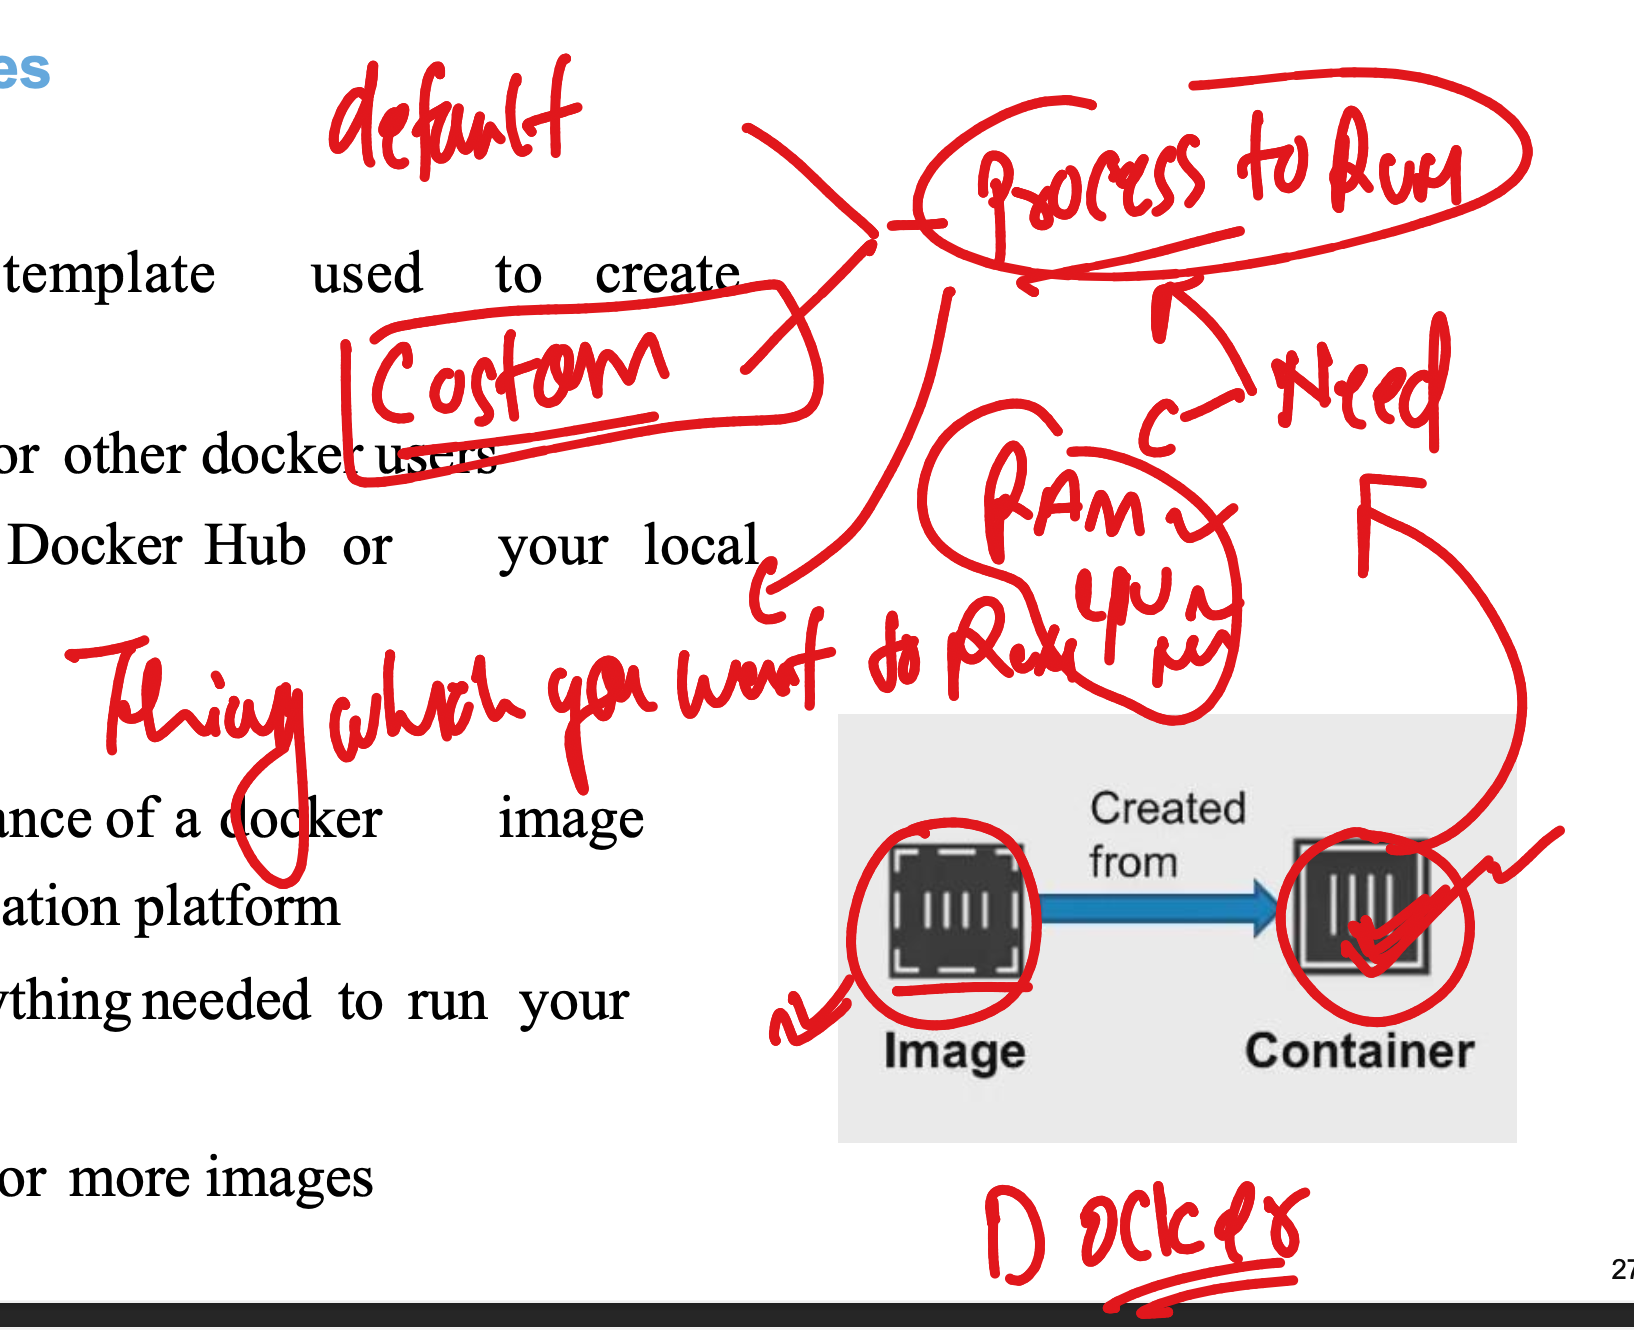 es
default
Process to Run
template used to create
Costom
Need
or other docker users
RAM
Docker Hub or your local
CPU
Thing which you want to Run
ance of a docker image
Created
from
ation platform
ything needed to run your
Image Container
or more images
Docker
27